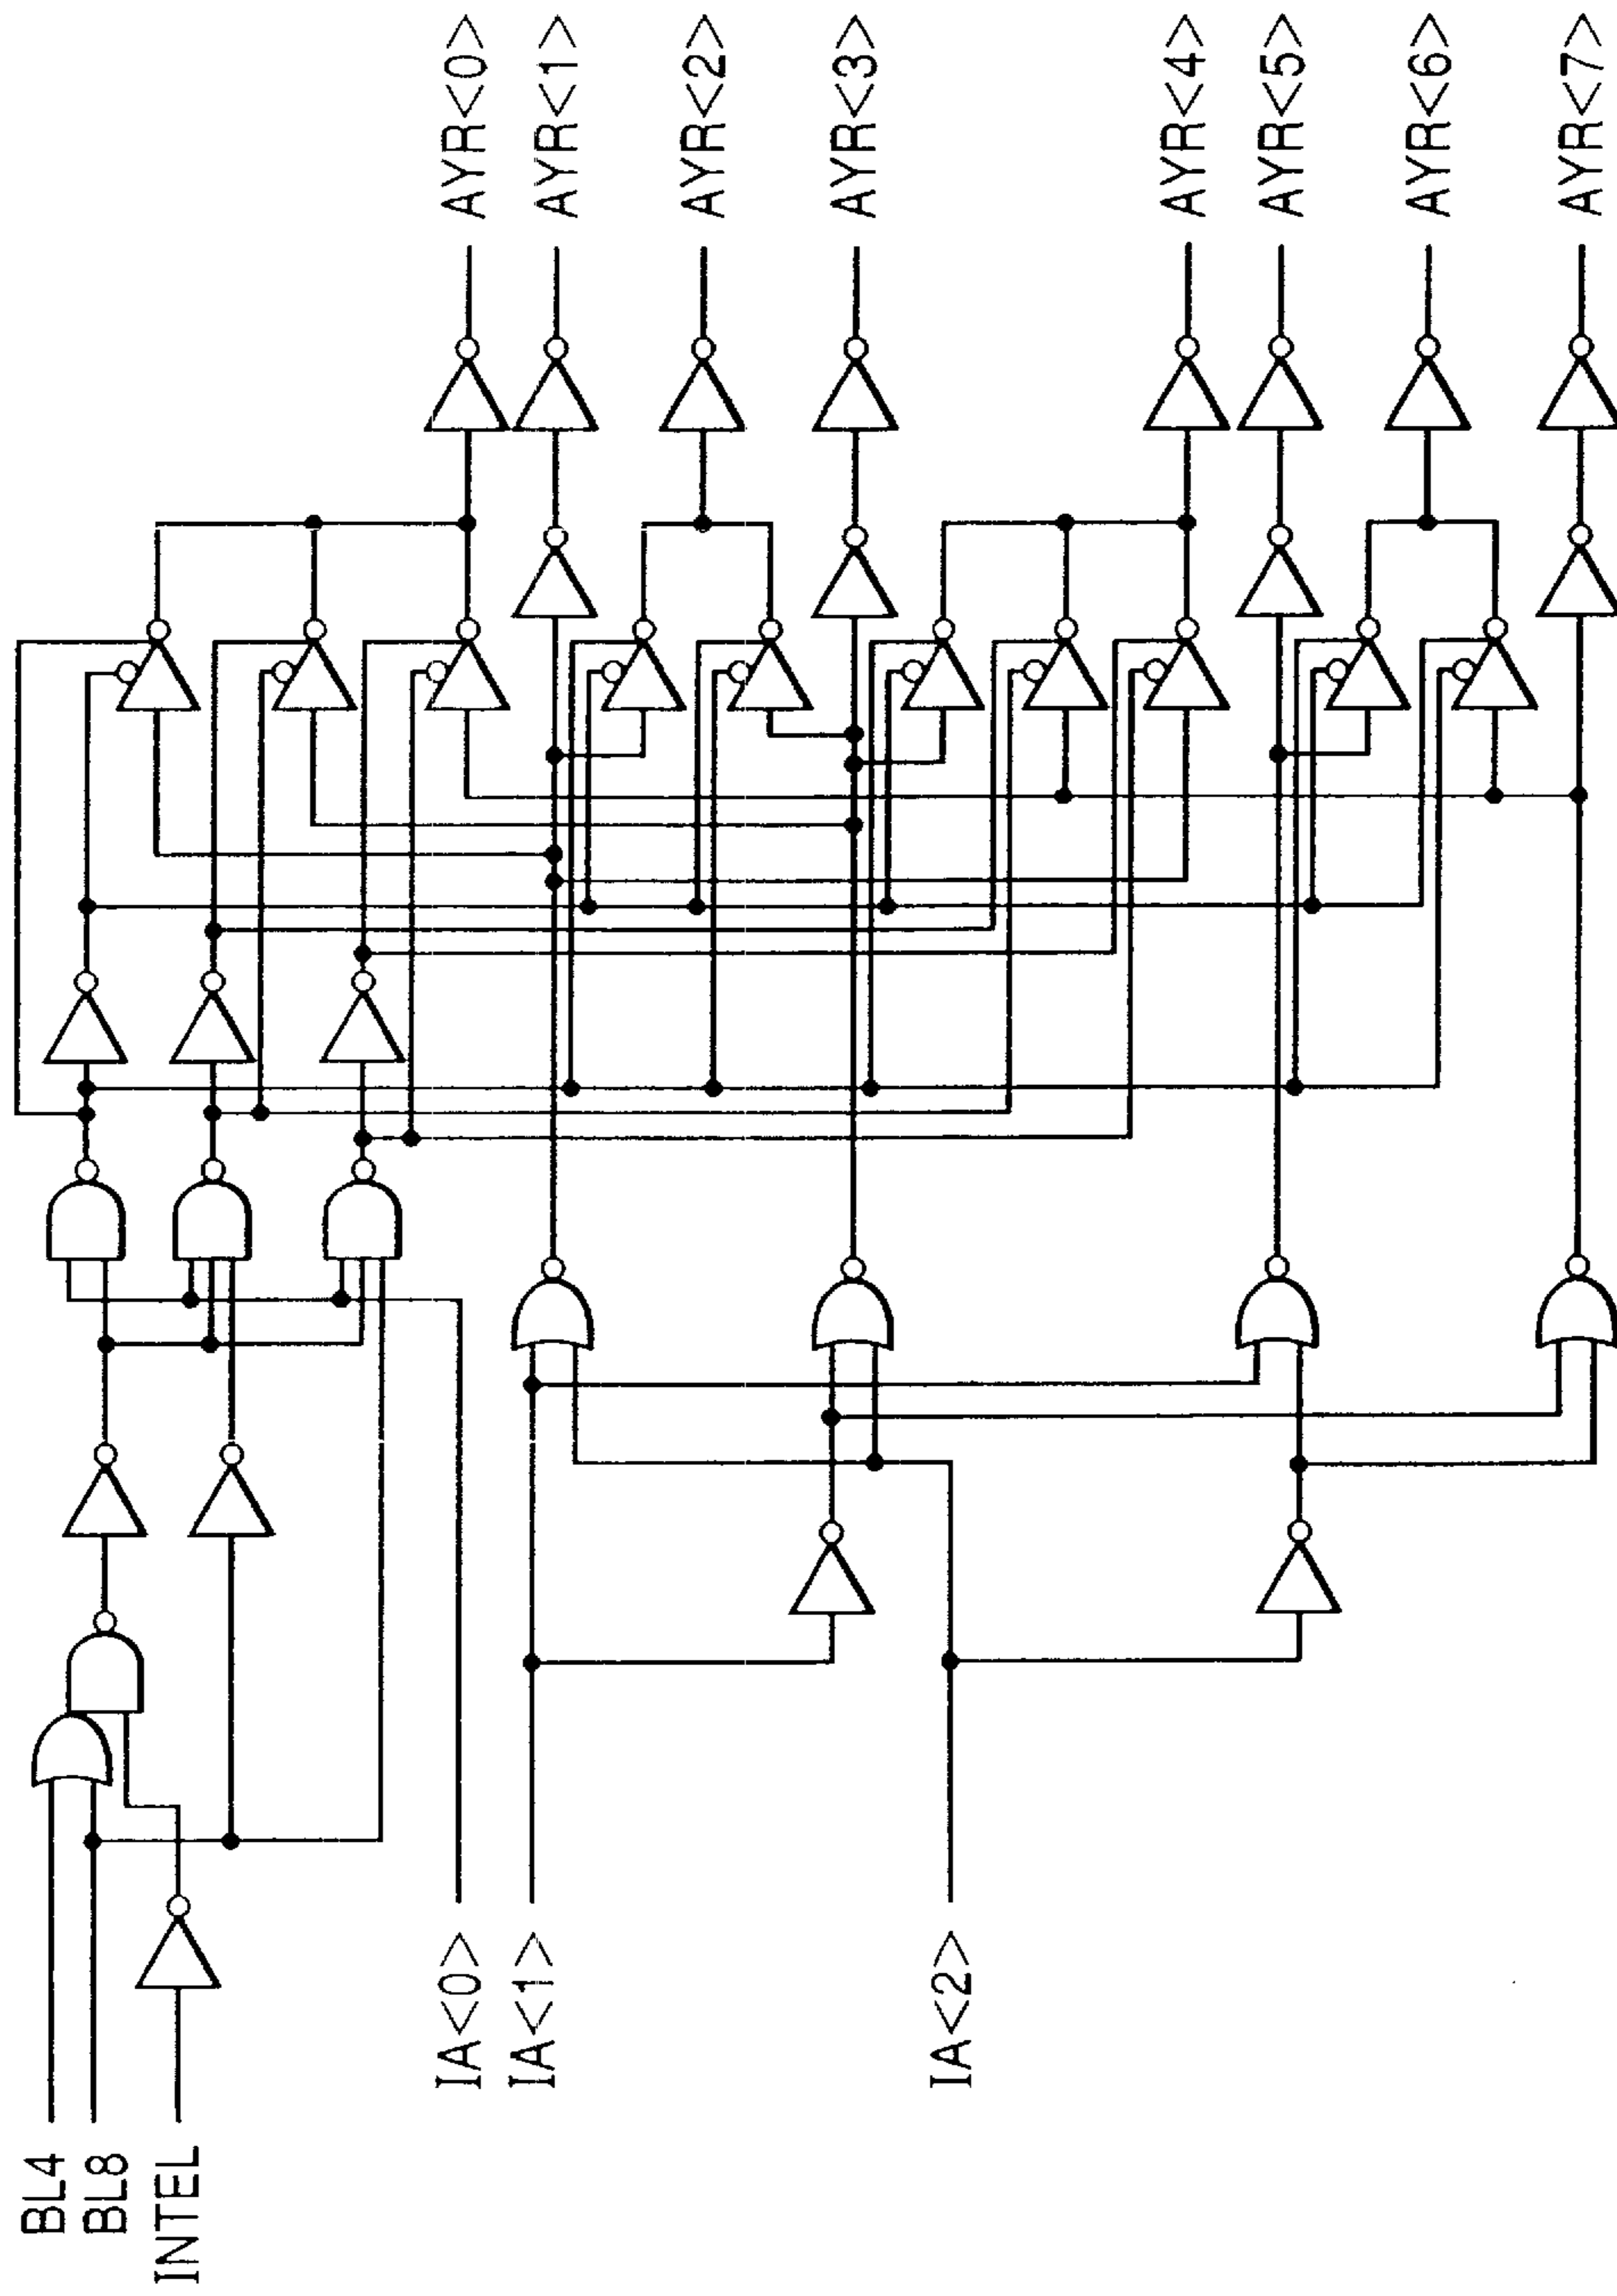 BL4
BL8
INTEL
IA<0>
IA<1>
IA<2>
AYR<0>
AYR<1>
AYR<2>
AYR<3>
AYR<4>
AYR<5>
AYR<6>
AYR<7>